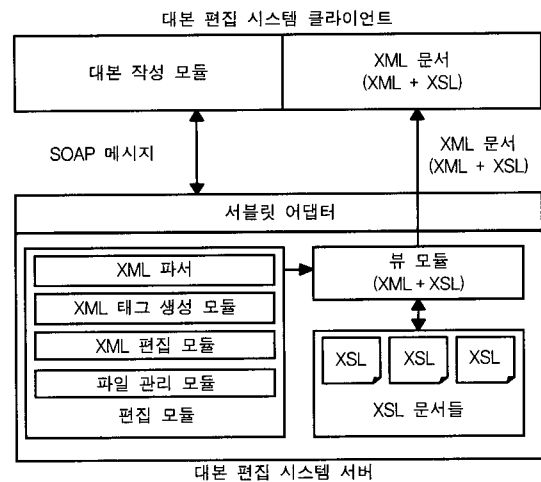 대본 편집 시스템 클라이언트
대본 작성 모듈
XML 문서
(XML + XSL)
SOAP 메시지
XML 문서
(XML + XSL)
서블릿 어댑터
XML 파서
XML 태그 생성 모듈
XML 편집 모듈
파일 관리 모듈
편집 모듈
뷰 모듈
(XML + XSL)
XSL
XSL
XSL
XSL 문서들
대본 편집 시스템 서버